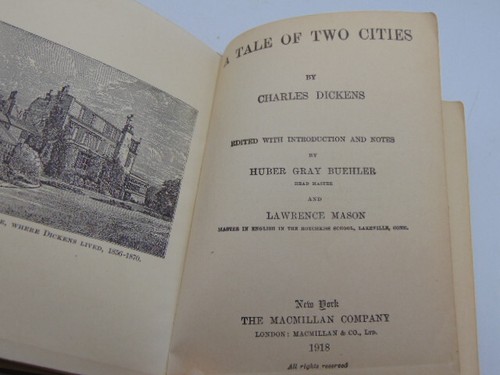 E, WHERE DICKENS LIVED, 1856-1870.
A TALE OF TWO CITIES
BY
CHARLES DICKENS
EDITED WITH INTRODUCTION AND NOTES
BY
HUBER GRAY BUEHLER
HEAD MASTER
AND
LAWRENCE MASON
MASTER IN ENGLISH IN THE HOTCHKISS SCHOOL, LAKEVILLE, CONN.
New York
THE MACMILLAN COMPANY
LONDON: MACMILLAN & CO., LTD.
1918
All rights reserved